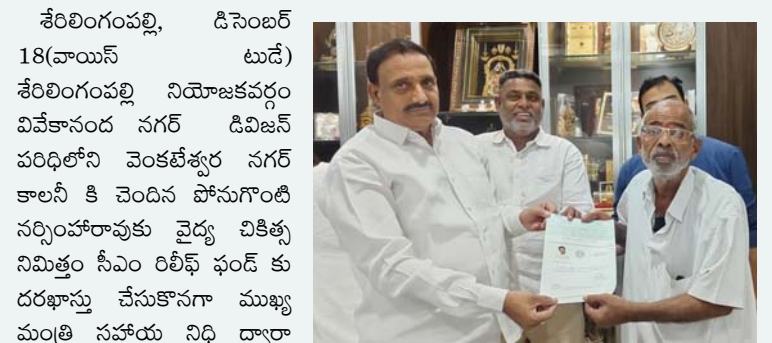 శేరిలింగంపల్లి, డిసెంబర్
18(వాయిస్ టుడే)
శేరిలింగంపల్లి నియోజకవర్గం
వివేకానంద నగర్ డివిజన్
పరిధిలోని వెంకటేశ్వర నగర్
కాలనీ కి చెందిన పోనుగొంటి
నర్సింహారావుకు వైద్య చికిత్స
నిమిత్తం సీఎం రిలీఫ్ ఫండ్ కు
దరఖాస్తు చేసుకొనగా ముఖ్య
మంత్రి సహాయ నిధి ద్వారా